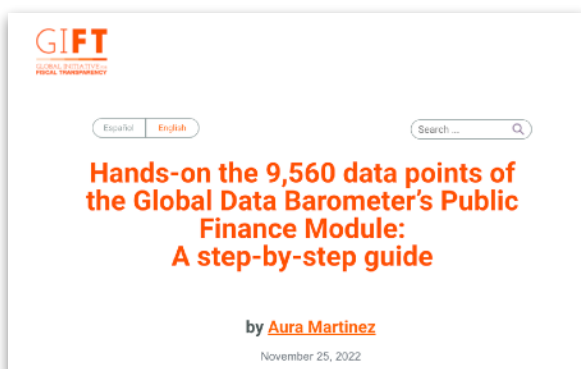 GIFT
GLOBAL INITIATIVE FOR
FISCAL TRANSPARENCY
Español English
Search ...
Hands-on the 9,560 data points of
the Global Data Barometer's Public
Finance Module:
A step-by-step guide
by Aura Martinez
November 25, 2022